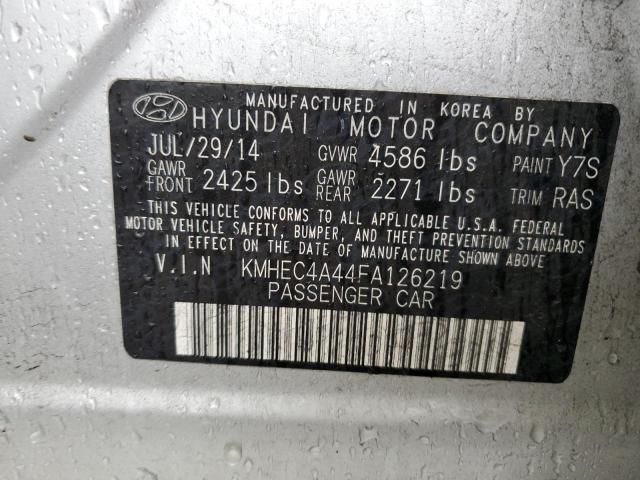 MANUFACTURED IN KOREA BY
HYUNDAI MOTOR COMPANY
JUL/29/14 GVWR 4586 lbs PAINT Y7S
GAWR FRONT 2425 lbs GAWR REAR 2271 lbs TRIM RAS
THIS VEHICLE CONFORMS TO ALL APPLICABLE U.S.A. FEDERAL
MOTOR VEHICLE SAFETY, BUMPER, AND THEFT PREVENTION STANDARDS
IN EFFECT ON THE DATE OF MANUFACTURE SHOWN ABOVE.
V.I.N KMHEC4A44FA126219
PASSENGER CAR